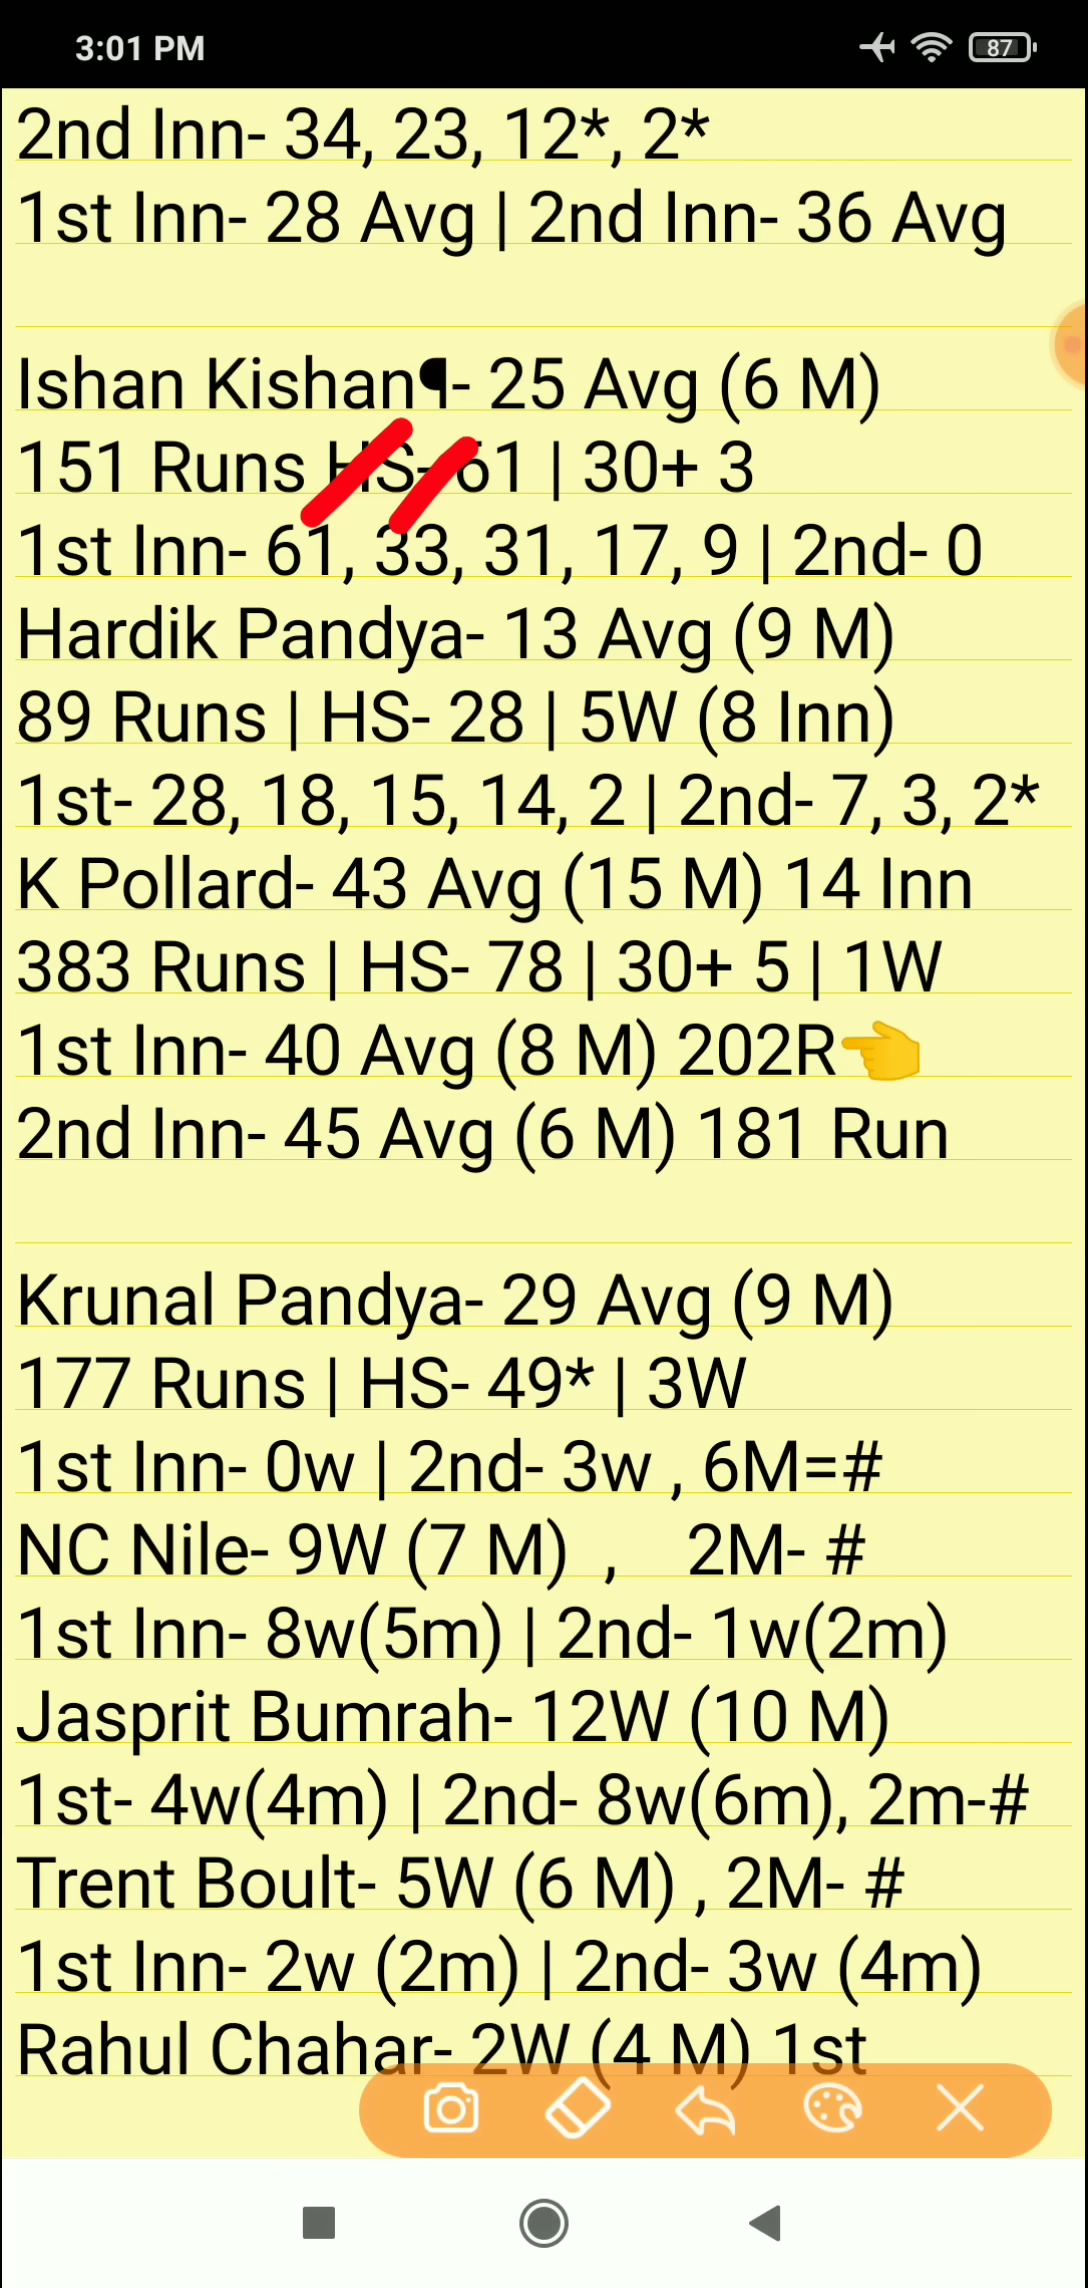 3:01 PM
87
2nd Inn- 34, 23, 12*, 2*
1st Inn- 28 Avg | 2nd Inn- 36 Avg
Ishan Kishan¶- 25 Avg (6 M)
151 Runs HS- 61 | 30+ 3
1st Inn- 61, 33, 31, 17, 9 | 2nd- 0
Hardik Pandya- 13 Avg (9 M)
89 Runs | HS- 28 | 5W (8 Inn)
1st- 28, 18, 15, 14, 2 | 2nd- 7, 3, 2*
K Pollard- 43 Avg (15 M) 14 Inn
383 Runs | HS- 78 | 30+ 5 | 1W
1st Inn- 40 Avg (8 M) 202R👈
2nd Inn- 45 Avg (6 M) 181 Run
Krunal Pandya- 29 Avg (9 M)
177 Runs | HS- 49* | 3W
1st Inn- 0w | 2nd- 3w , 6M=#
NC Nile- 9W (7 M) , 2M- #
1st Inn- 8w(5m) | 2nd- 1w(2m)
Jasprit Bumrah- 12W (10 M)
1st- 4w(4m) | 2nd- 8w(6m), 2m-#
Trent Boult- 5W (6 M) , 2M- #
1st Inn- 2w (2m) | 2nd- 3w (4m)
Rahul Chahar- 2W (4 M) 1st